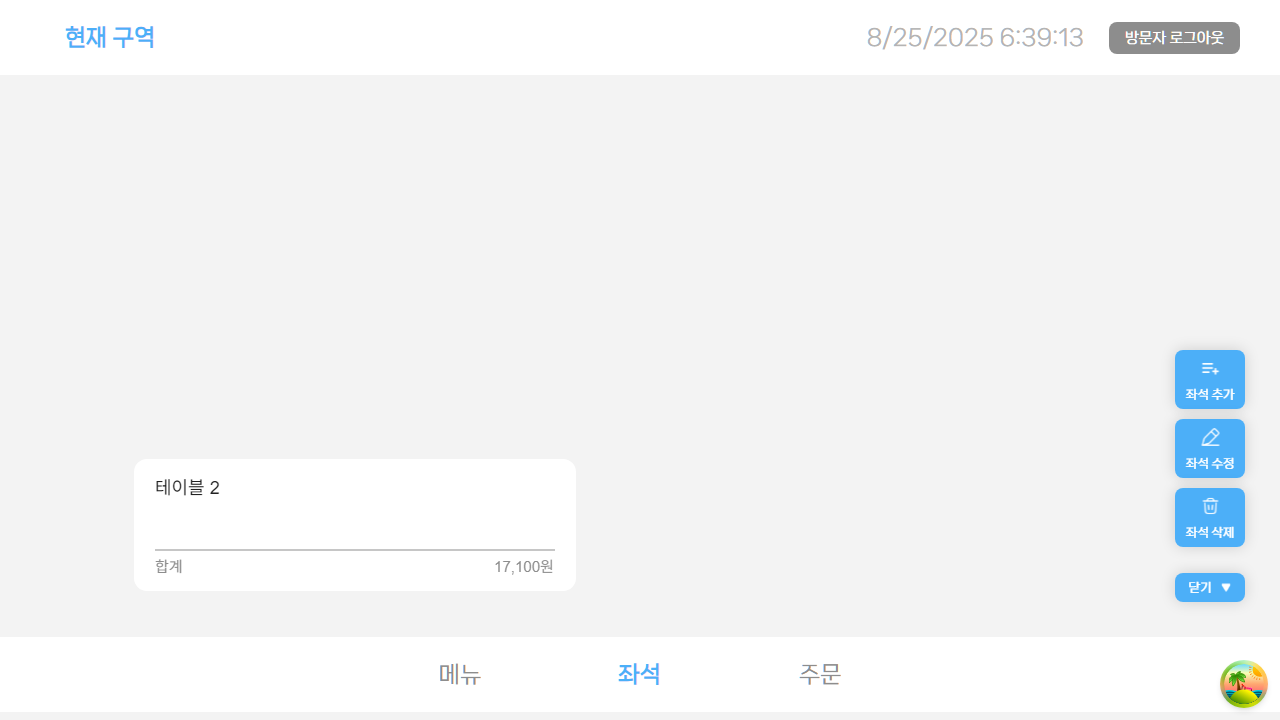 현재 구역
8/25/2025 6:39:13
방문자 로그아웃
좌석 추가
좌석 수정
테이블 2
좌석 삭제
합계 17,100원
닫기 ▼
메뉴 좌석 주문